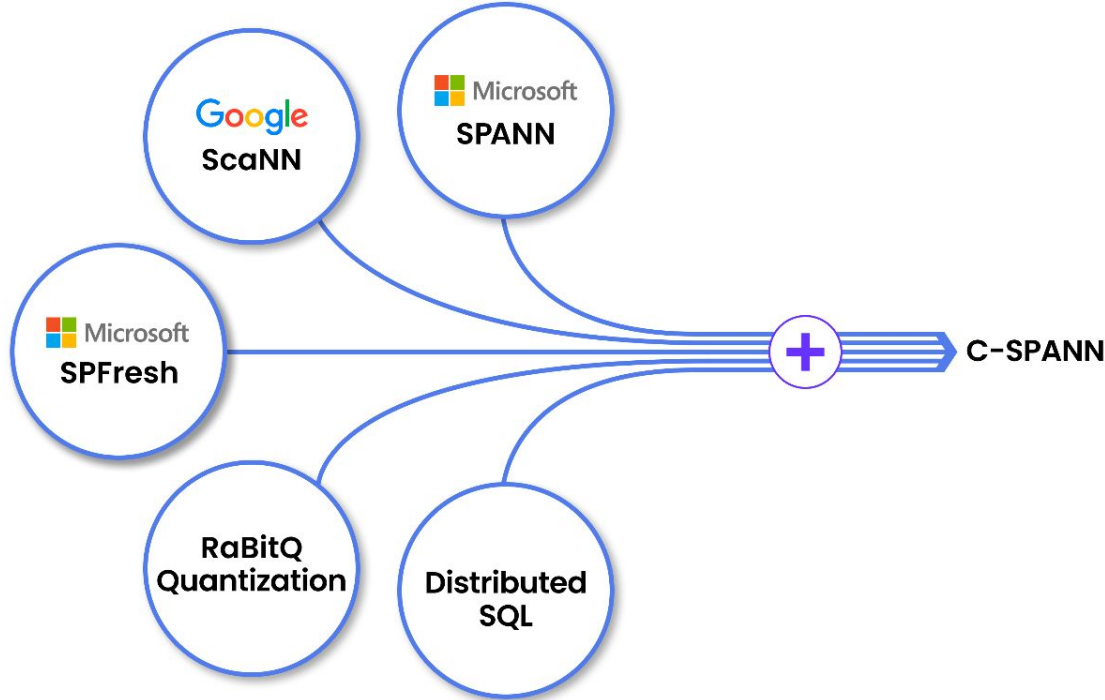 Google
ScaNN
Microsoft
SPANN
Microsoft
SPFresh
C-SPANN
RaBitQ
Quantization
Distributed
SQL